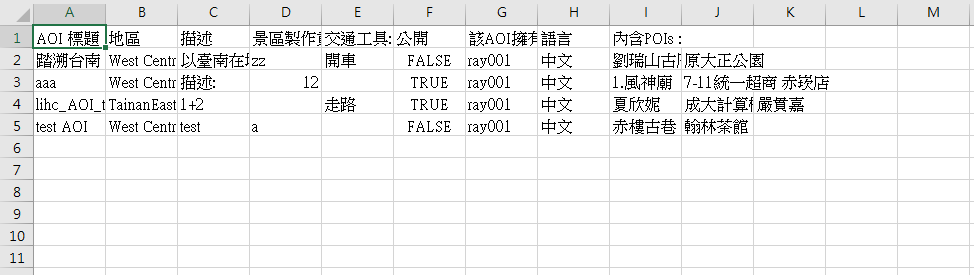 A B C D E F G H I J K L M
1 AOI 標題 地區 描述 景區製作 交通工具: 公開 該AOI擁有 語言 內含POIs :
2 踏溯台南 West Centr 以臺南在 zz 開車 FALSE ray001 中文 劉瑞山古 原大正公園
3 aaa West Centr 描述: 12 TRUE ray001 中文 1.風神廟 7-11統一超商 赤崁店
4 lihc_AOI_t TainanEast 1+2 走路 TRUE ray001 中文 夏欣妮 成大計算 嚴貫嘉
5 test AOI West Centr test a FALSE ray001 中文 赤樓古巷 翰林茶館
6
7
8
9
10
11